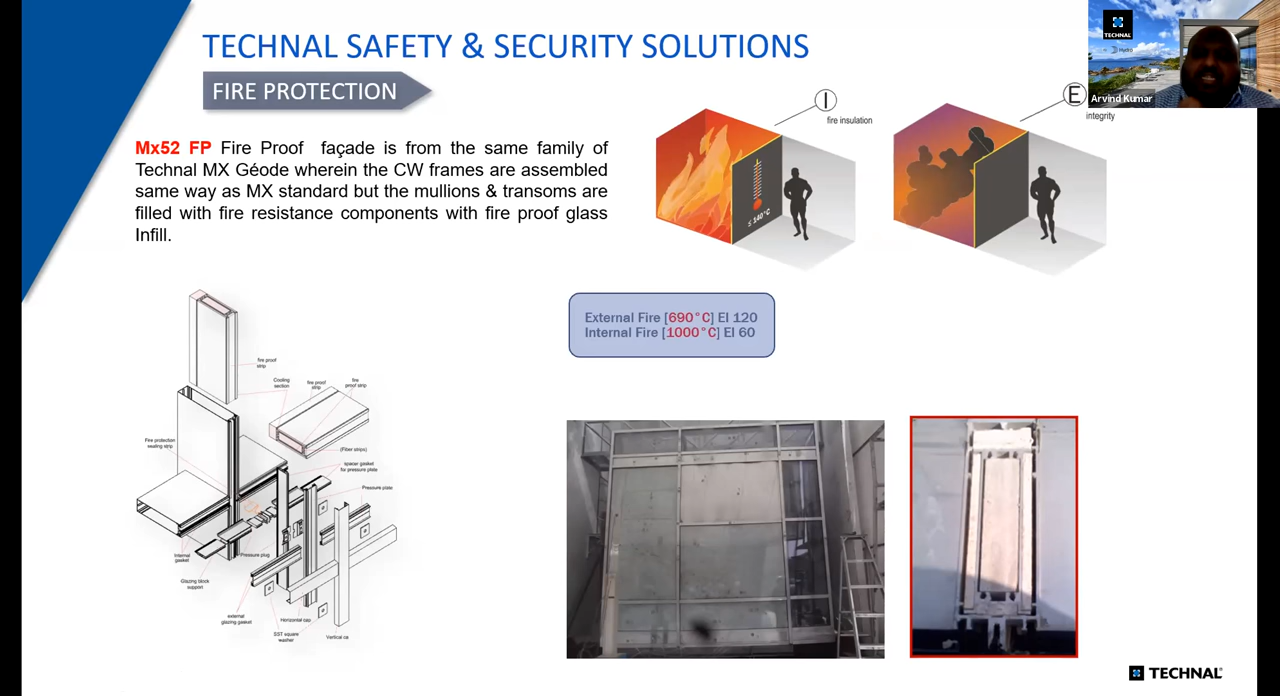 TECHNAL SAFETY & SECURITY SOLUTIONS
FIRE PROTECTION
Mx52 FP Fire Proof façade is from the same family of
Technal MX Géode wherein the CW frames are assembled
same way as MX standard but the mullions & transoms are
filled with fire resistance components with fire proof glass
Infill.
I
fire insulation
≤ 140°C
E
integrity
TECHNAL
Hydro
Arvind Kumar
External Fire [690°C] EI 120
Internal Fire [1000°C] EI 60
fire proof
strip
Cooling
section
fire proof
strip
fire
proof strip
Fire protection
seating strip
(Fiber strips)
spacer gasket
for pressure plate
Pressure plate
Internal
gasket
Pressure plug
Glazing block
support
external
glazing gasket
Horizontal cap
SST square
washer
Vertical ca
TECHNAL